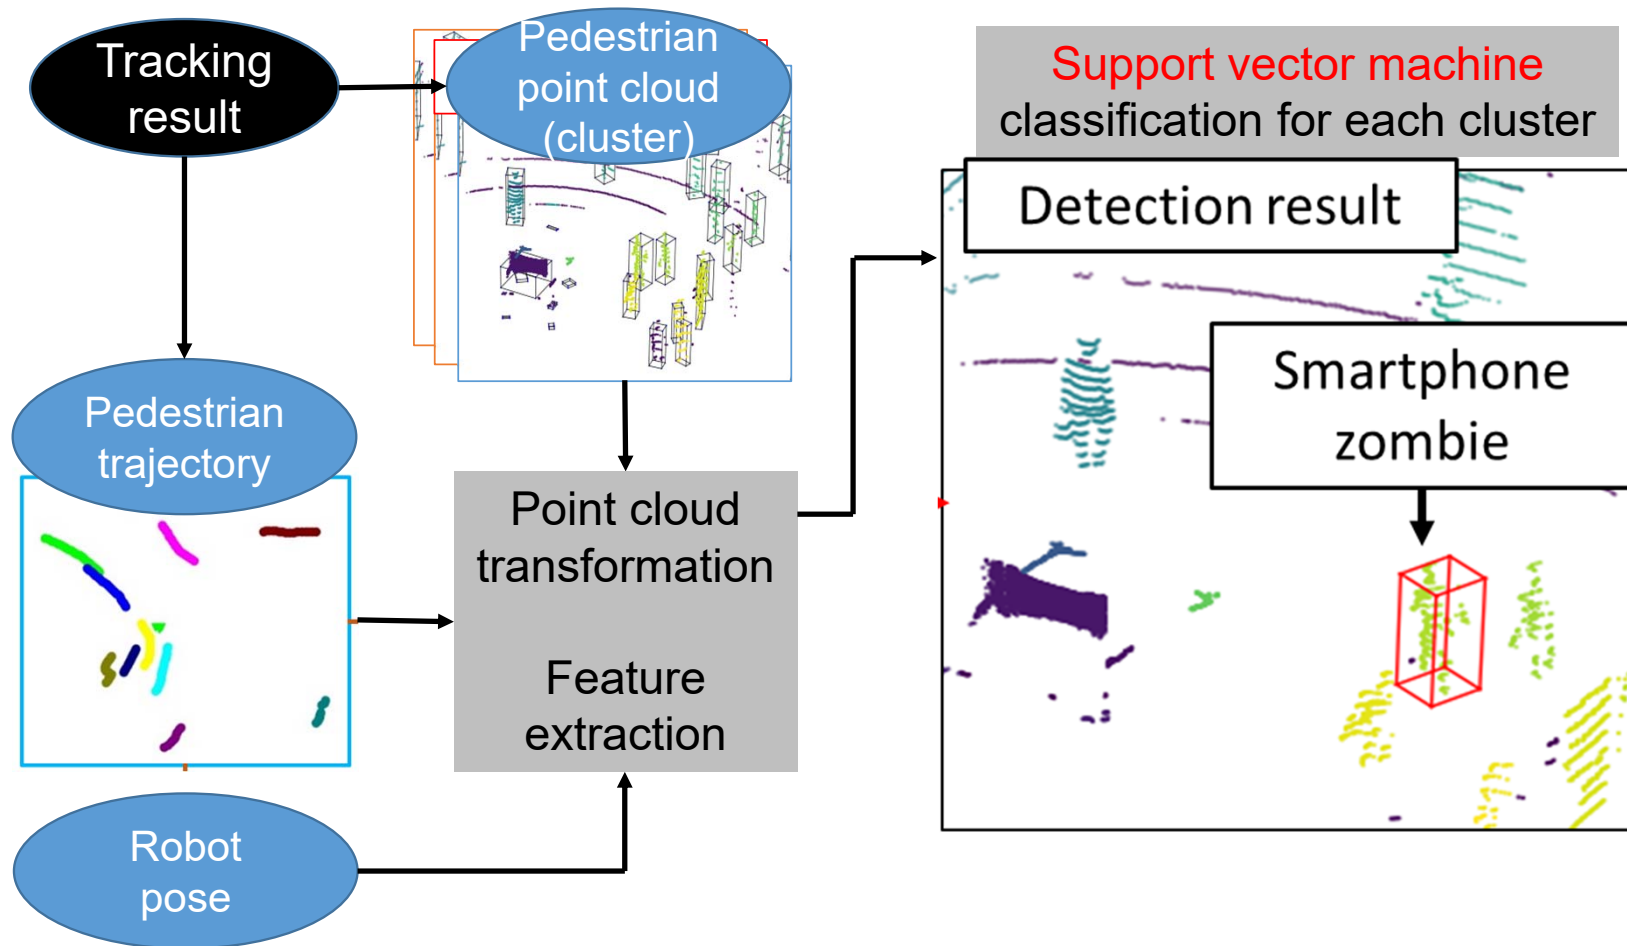 Tracking
result
Pedestrian
point cloud
(cluster)
Support vector machine
classification for each cluster
Detection result
Smartphone
zombie
Pedestrian
trajectory
Point cloud
transformation
Feature
extraction
Robot
pose